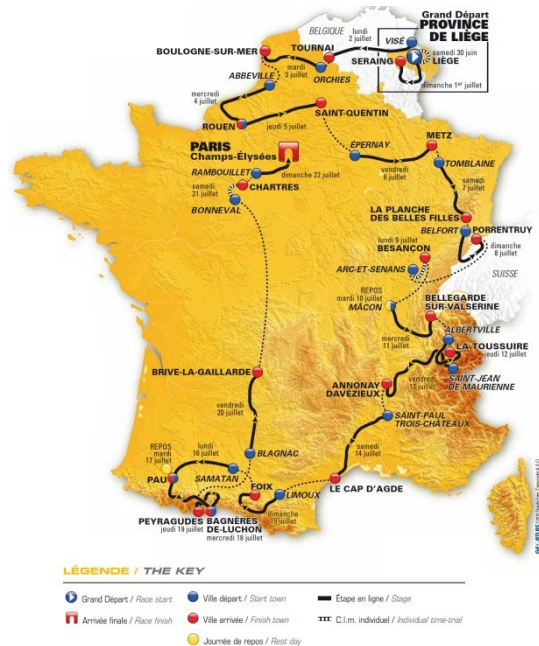 Grand Départ
PROVINCE
DE LIÈGE
BELGIQUE
lundi
2 juillet
VISÉ
BOULOGNE-SUR-MER
TOURNAI
SERAING
samedi 30 juin
LIÈGE
mardi
3 juillet
ORCHIES
dimanche 1er juillet
ABBEVILLE
mercredi
4 juillet
SAINT-QUENTIN
ROUEN
jeudi 5 juillet
PARIS
Champs-Élysées
ÉPERNAY
METZ
RAMBOUILLET
dimanche 22 juillet
vendredi
6 juillet
TOMBLAINE
samedi
21 juillet
CHARTRES
samedi
7 juillet
BONNEVAL
LA PLANCHE
DES BELLES FILLES
BELFORT
PORRENTRUY
lundi 9 juillet
BESANÇON
dimanche
8 juillet
ARC-ET-SENANS
SUISSE
REPOS
mardi 10 juillet
MÂCON
BELLEGARDE
SUR-VALSERINE
mercredi
11 juillet
ALBERTVILLE
LA TOUSSUIRE
jeudi 12 juillet
BRIVE-LA-GAILLARDE
ANNONAY
DAVEZIEUX
vendredi
13 juillet
SAINT-JEAN
DE MAURIENNE
vendredi
20 juillet
SAINT-PAUL
TROIS-CHÂTEAUX
REPOS
mardi
17 juillet
lundi
16 juillet
BLAGNAC
samedi
14 juillet
PAU
SAMATAN
FOIX
LIMOUX
LE CAP D'AGDE
PEYRAGUDES
jeudi 19 juillet
BAGNÈRES
DE-LUCHON
mercredi 18 juillet
dimanche
15 juillet
LÉGENDE / THE KEY
Grand Départ / Race start
Ville départ / Start town
Étape en ligne / Stage
Arrivée finale / Race finish
Ville arrivée / Finish town
C.l.m. individuel / Individual time-trial
Journée de repos / Rest day